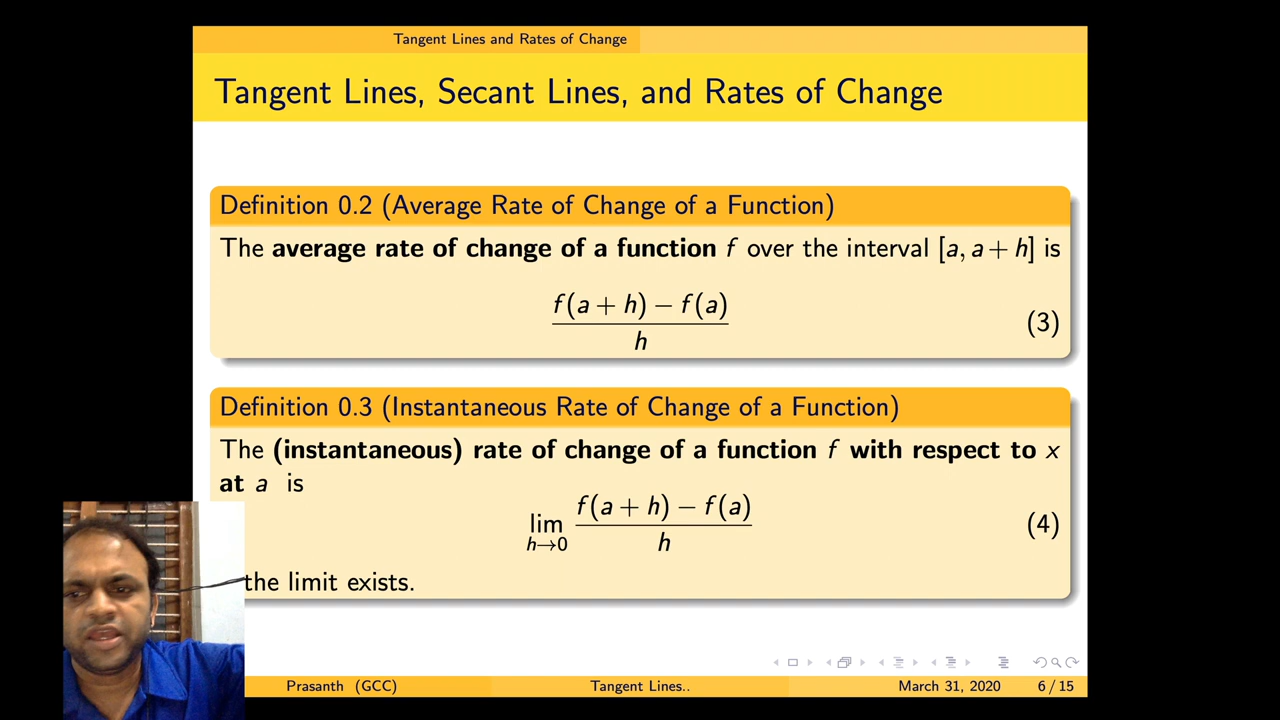 Tangent Lines and Rates of Change
Tangent Lines, Secant Lines, and Rates of Change
Definition 0.2 (Average Rate of Change of a Function)
The average rate of change of a function f over the interval [a, a + h] is
f(a + h) − f(a)
h
(3)
Definition 0.3 (Instantaneous Rate of Change of a Function)
The (instantaneous) rate of change of a function f with respect to x
at a is
lim h→0 f(a + h) − f(a)
h
(4)
the limit exists.
Prasanth (GCC) Tangent Lines.. March 31, 2020 6 / 15